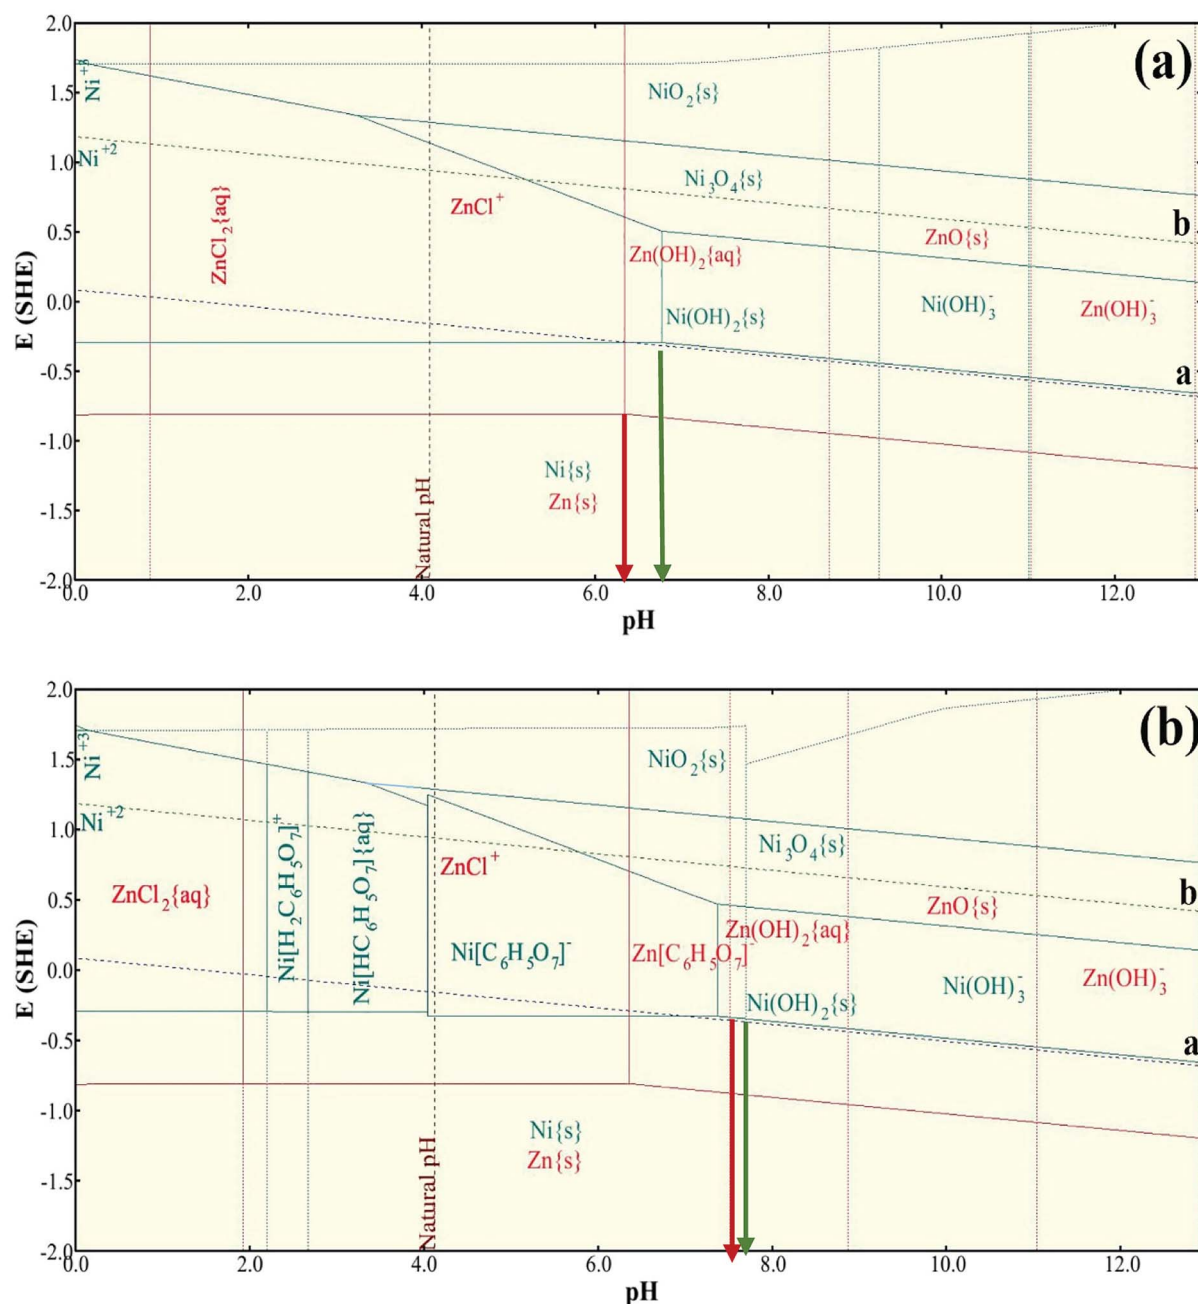 (a)
2.0
1.5
1.0
0.5
0.0
-0.5
-1.0
-1.5
-2.0
E (SHE)
Ni⁺³
NiO₂{s}
Ni⁺²
Ni₃O₄{s}
ZnCl₂{aq}
ZnCl⁺
b
ZnO{s}
Zn(OH)₂{aq}
Ni(OH)₂{s}
Ni(OH)₃⁻
Zn(OH)₃⁻
a
Ni{s}
Zn{s}
Natural pH
0.0 2.0 4.0 6.0 8.0 10.0 12.0
pH
(b)
2.0
1.5
1.0
0.5
0.0
-0.5
-1.0
-1.5
-2.0
E (SHE)
Ni⁺³
NiO₂{s}
Ni⁺²
Ni₃O₄{s}
ZnCl₂{aq}
Ni[H₂C₆H₅O₇]⁺
Ni[HC₆H₅O₇]{aq}
ZnCl⁺
b
ZnO{s}
Zn(OH)₂{aq}
Ni[C₆H₅O₇]⁻
Zn[C₆H₅O₇]⁻
Ni(OH)₂{s}
Ni(OH)₃⁻
Zn(OH)₃⁻
a
Ni{s}
Zn{s}
Natural pH
0.0 2.0 4.0 6.0 8.0 10.0 12.0
pH